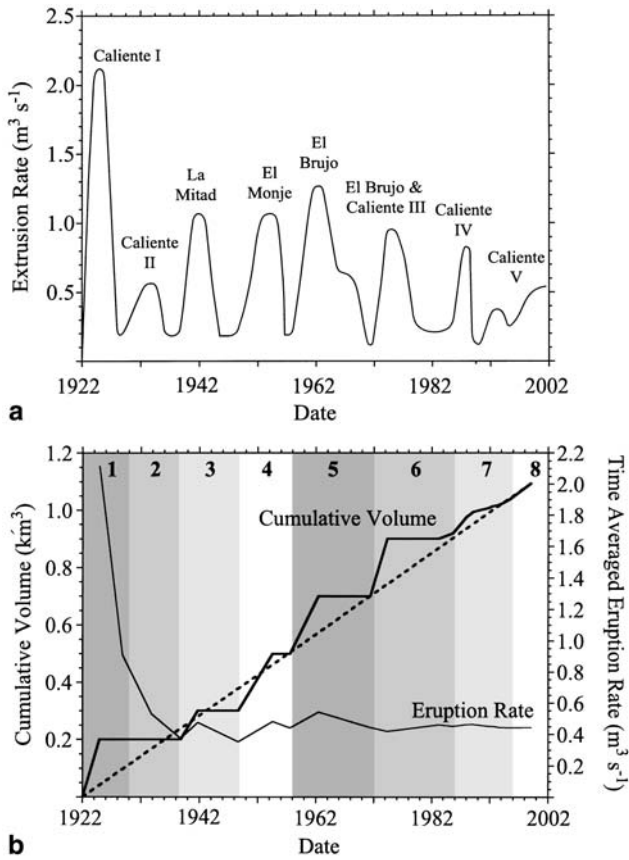 2.5
2.0
1.5
1.0
0.5
Extrusion Rate (m³ s⁻¹)
Caliente I
Caliente
II
La
Mitad
El
Monje
El
Brujo
El Brujo &
Caliente III
Caliente
IV
Caliente
V
1922 1942 1962 1982 2002
Date
a
1.2
1.0
0.8
0.6
0.4
0.2
Cumulative Volume (km³)
1 2 3 4 5 6 7 8
Cumulative Volume
Eruption Rate
2.2
2.0
1.8
1.6
1.4
1.2
1.0
0.8
0.6
0.4
0.2
Time Averaged Eruption Rate (m³ s⁻¹)
1922 1942 1962 1982 2002
Date
b